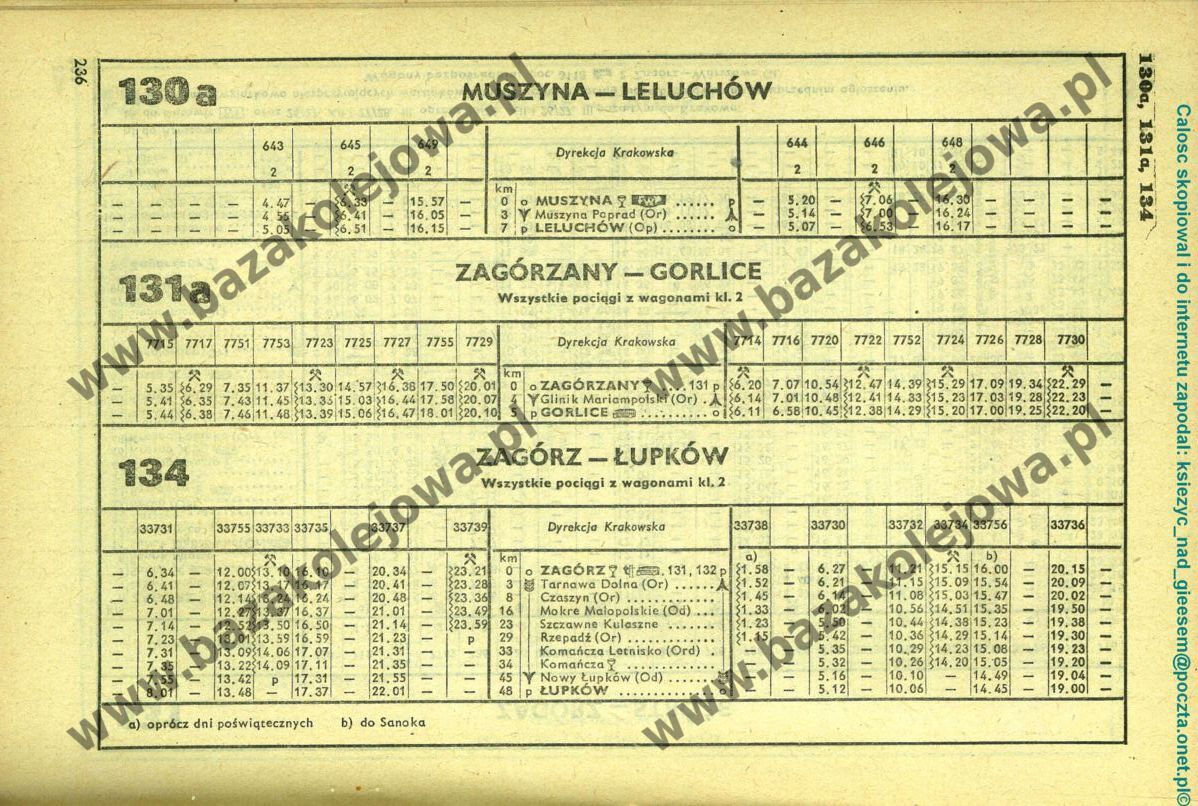 236
130a, 131a, 134
130a MUSZYNA — LELUCHÓW
643 645 649 Dyrekcja Krakowska 644 646 648
2 2 2 2 2 2
km
— — — — 4.47 — 6.33 — 15.57 — 0 o MUSZYNA PWP ...... p — 5.20 — 7.06 — 16.30 — — — —
— — — — 4.55 — 6.41 — 16.05 — 3 Muszyna Poprad (Or) ...... — 5.14 — 7.00 — 16.24 — — — —
— — — — 5.05 — 6.51 — 16.15 — 7 p LELUCHÓW (Op) ........ o — 5.07 — 6.53 — 16.17 — — — —
131a ZAGÓRZANY — GORLICE
Wszystkie pociągi z wagonami kl. 2
7715 7717 7751 7753 7723 7725 7727 7755 7729 Dyrekcja Krakowska 7714 7716 7720 7722 7752 7724 7726 7728 7730
km
— 5.35 6.29 7.35 11.37 13.30 14.57 16.38 17.50 20.01 0 o ZAGÓRZANY .... 131 p 6.20 7.07 10.54 12.47 14.39 15.29 17.09 19.34 22.29 —
— 5.41 6.35 7.43 11.45 13.36 15.03 16.44 17.58 20.07 4 Glinik Mariampolski (Or) . 6.14 7.01 10.48 12.41 14.33 15.23 17.03 19.28 22.23 —
— 5.44 6.38 7.46 11.48 13.39 15.06 16.47 18.01 20.10 5 p GORLICE .......... o 6.11 6.58 10.45 12.38 14.29 15.20 17.00 19.25 22.20 —
134 ZAGÓRZ — ŁUPKÓW
Wszystkie pociągi z wagonami kl. 2
33731 33755 33733 33735 33737 33739 Dyrekcja Krakowska 33738 33730 33732 33734 33756 33736
km a) b)
— 6.34 — 12.00 13.10 16.10 — 20.34 — 23.21 0 o ZAGÓRZ .131, 132 p 1.58 — 6.27 — 11.21 15.15 16.00 — 20.15 —
— 6.41 — 12.07 13.17 16.17 — 20.41 — 23.28 3 Tarnawa Dolna (Or) ...... 1.52 — 6.21 — 11.15 15.09 15.54 — 20.09 —
— 6.48 — 12.14 13.24 16.24 — 20.48 — 23.36 8 Czaszyn (Or) ........... 1.45 — 6.14 — 11.08 15.03 15.47 — 20.02 —
— 7.01 — 12.27 13.37 16.37 — 21.01 — 23.49 16 Mokre Małopolskie (Od) ... 1.33 — 6.02 — 10.56 14.51 15.35 — 19.50 —
— 7.14 — 12.52 13.50 16.50 — 21.14 — 23.59 23 Szczawne Kulaszne ....... 1.23 — 5.50 — 10.44 14.38 15.23 — 19.38 —
— 7.23 — 13.01 13.59 16.59 — 21.23 — p 29 Rzepadź (Or) ........... 1.15 — 5.42 — 10.36 14.29 15.14 — 19.30 —
— 7.31 — 13.09 14.06 17.07 — 21.31 — — 33 Komańcza Letnisko (Ord) . — — 5.35 — 10.29 14.23 15.08 — 19.23 —
— 7.35 — 13.22 14.09 17.11 — 21.35 — — 34 Komańcza .............. — — 5.32 — 10.26 14.20 15.05 — 19.20 —
— 7.55 — 13.42 p 17.31 — 21.55 — — 45 Nowy Łupków (Od) ....... — — 5.16 — 10.10 — 14.49 — 19.04 —
— 8.01 — 13.48 — 17.37 — 22.01 — — 48 p ŁUPKÓW .............. o — — 5.12 — 10.06 — 14.45 — 19.00 —
a) oprócz dni poświątecznych b) do Sanoka
www.bazakolejowa.pl
www.bazakolejowa.pl
www.bazakolejowa.pl
www.bazakolejowa.pl
Calosc skopiowal i do internetu zapodal: ksiezyc_nad_gieesem@poczta.onet.pl©